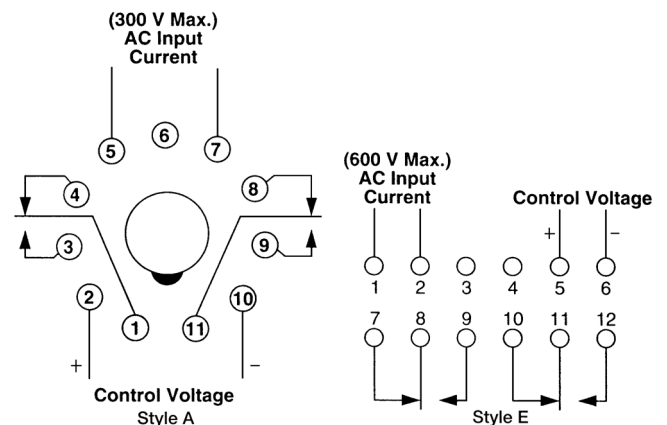 (300 V Max.)
AC Input
Current
5
6
7
4
8
3
9
2
10
1
11
+
−
Control Voltage
Style A
(600 V Max.)
AC Input
Current
Control Voltage
+
−
1 2 3 4 5 6
7 8 9 10 11 12
Style E